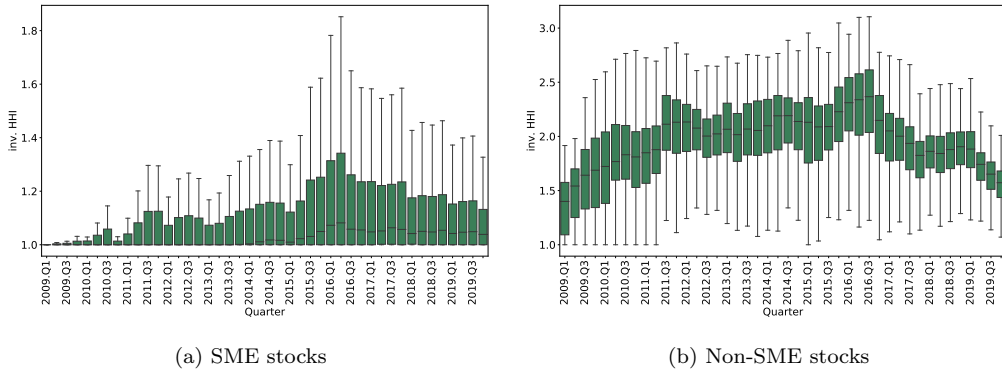 1.8
1.6
1.4
1.2
1.0
inv. HHI
2009.Q1
2009.Q3
2010.Q1
2010.Q3
2011.Q1
2011.Q3
2012.Q1
2012.Q3
2013.Q1
2013.Q3
2014.Q1
2014.Q3
2015.Q1
2015.Q3
2016.Q1
2016.Q3
2017.Q1
2017.Q3
2018.Q1
2018.Q3
2019.Q1
2019.Q3
Quarter
(a) SME stocks
3.0
2.5
2.0
1.5
1.0
inv. HHI
2009.Q1
2009.Q3
2010.Q1
2010.Q3
2011.Q1
2011.Q3
2012.Q1
2012.Q3
2013.Q1
2013.Q3
2014.Q1
2014.Q3
2015.Q1
2015.Q3
2016.Q1
2016.Q3
2017.Q1
2017.Q3
2018.Q1
2018.Q3
2019.Q1
2019.Q3
Quarter
(b) Non-SME stocks